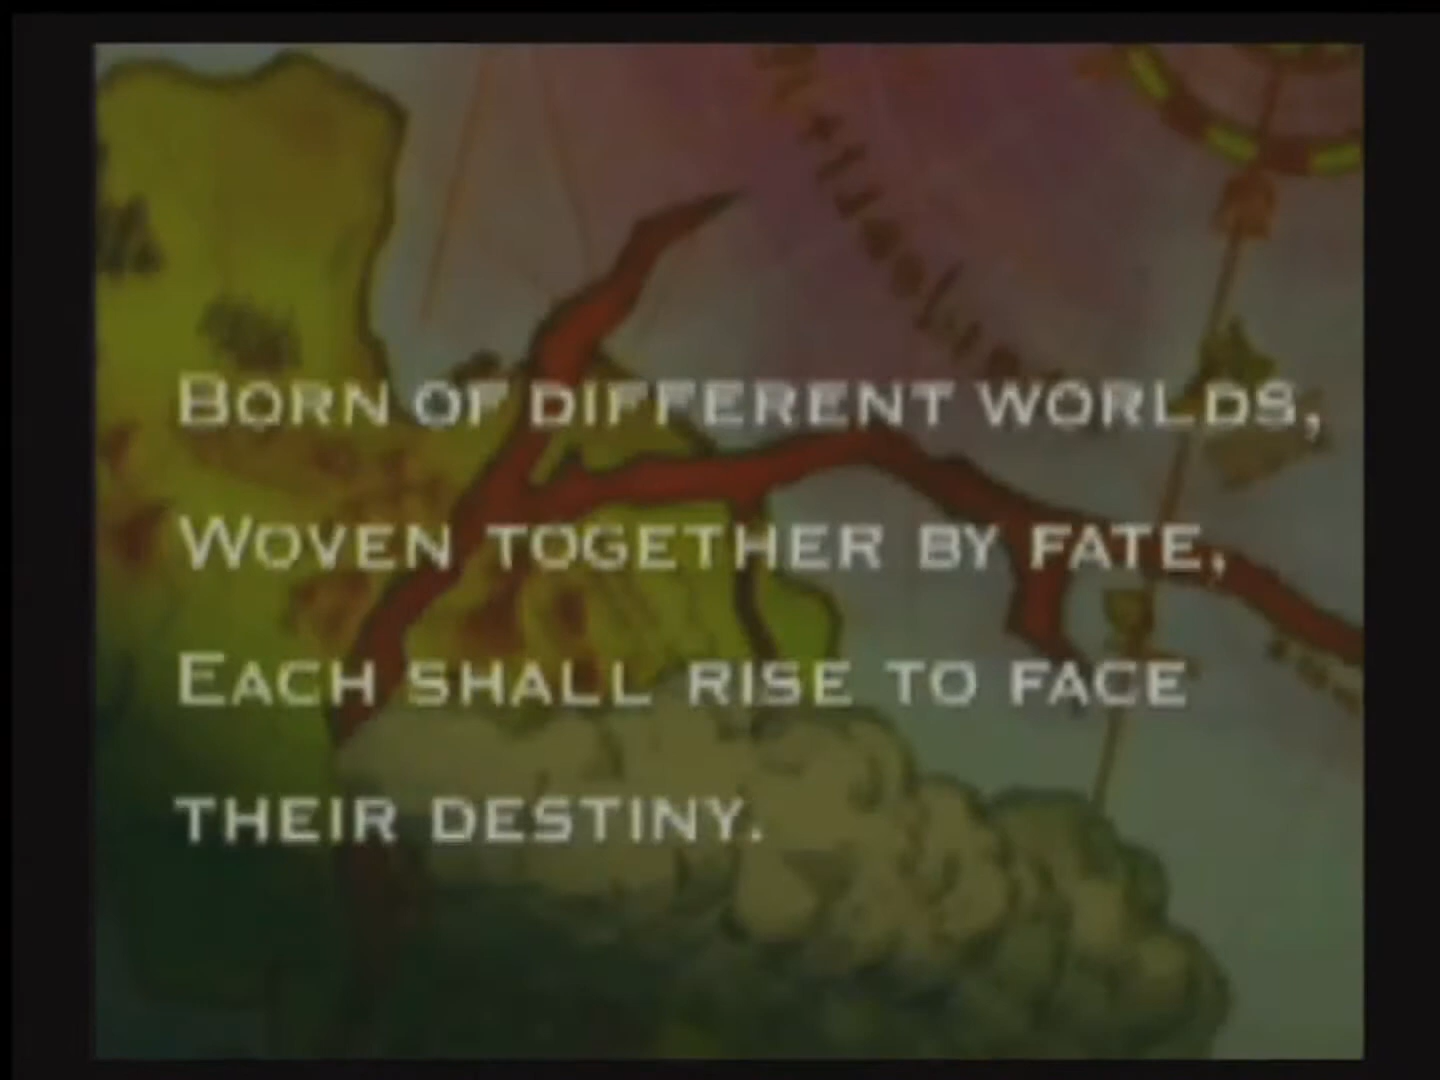 Born of different worlds,
Woven together by fate,
Each shall rise to face
their destiny.